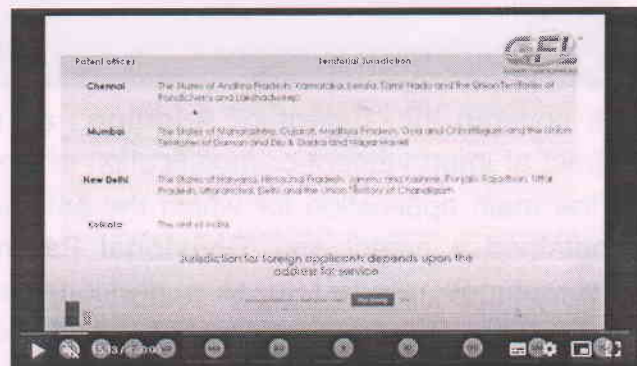 GFL
Patent offices Territorial Jurisdiction
Chennai The States of Andhra Pradesh, Karnataka, Kerala, Tamil Nadu and the Union Territories of
Pondicherry and Lakshadweep
Mumbai The States of Maharashtra, Gujarat, Madhya Pradesh, Goa and Chhattisgarh and the Union
Territories of Daman and Diu & Dadra and Nagar Haveli
New Delhi The States of Haryana, Himachal Pradesh, Jammu and Kashmir, Punjab, Rajasthan, Uttar
Pradesh, Uttaranchal, Delhi and the Union Territory of Chandigarh
Kolkata The rest of India
Jurisdiction for foreign applicants depends upon the
address for service